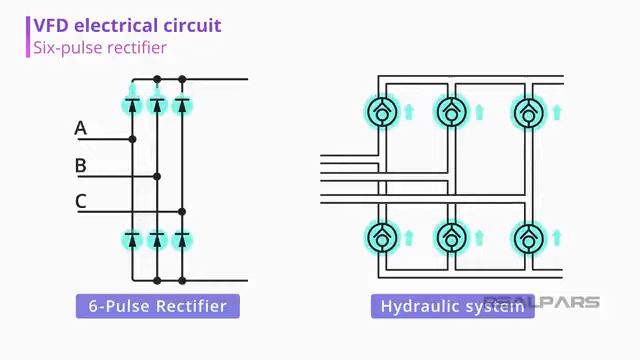 VFD electrical circuit
Six-pulse rectifier
A
B
C
6-Pulse Rectifier
Hydraulic system
REALPARS